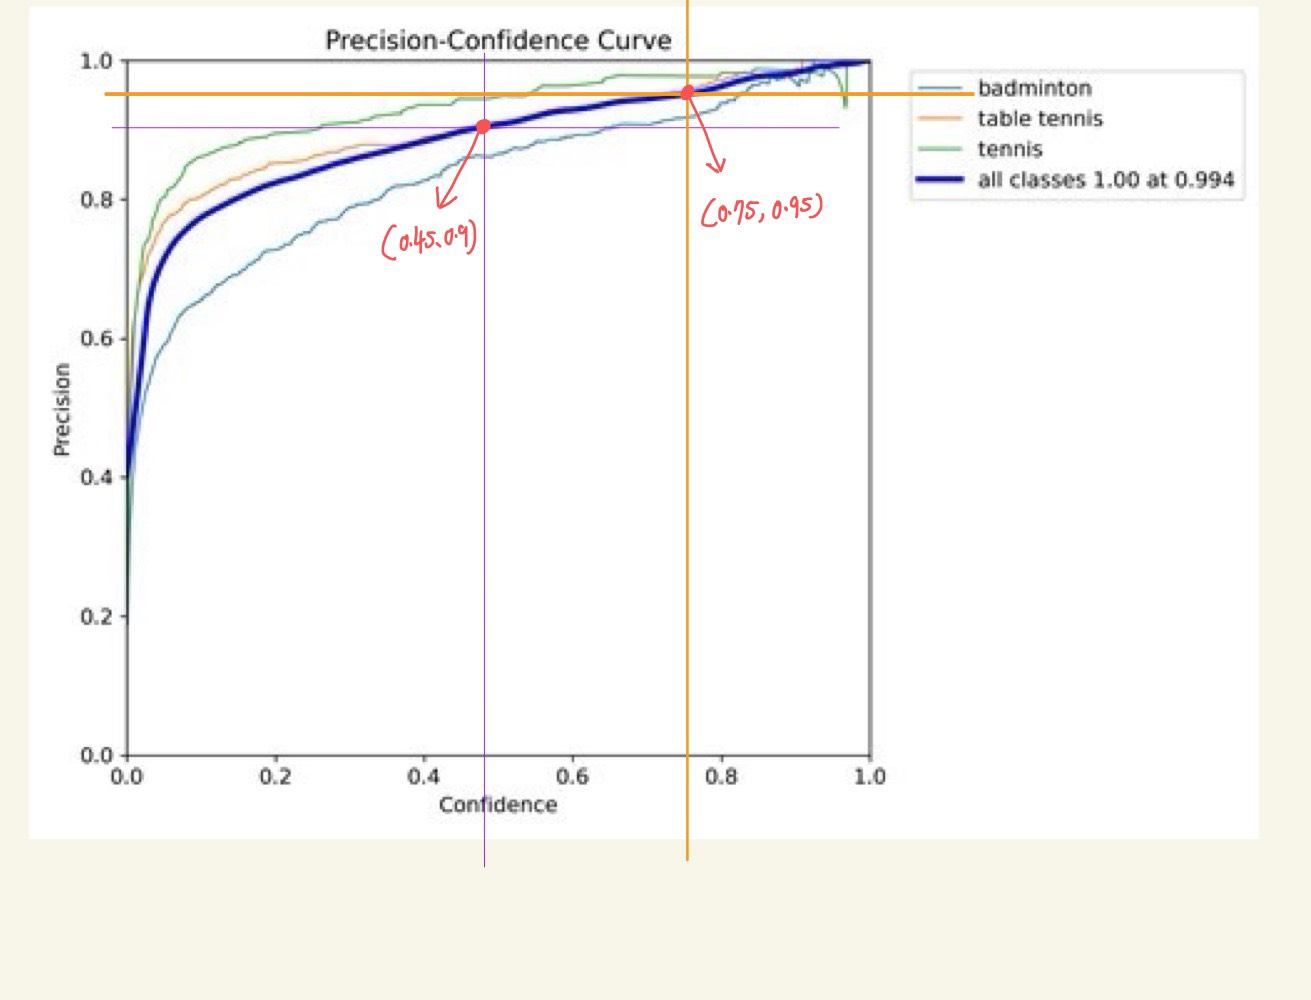 Precision-Confidence Curve
1.0
0.8
0.6
0.4
0.2
0.0
Precision
0.0 0.2 0.4 0.6 0.8 1.0
Confidence
badminton
table tennis
tennis
all classes 1.00 at 0.994
(0.45, 0.9)
(0.75, 0.95)